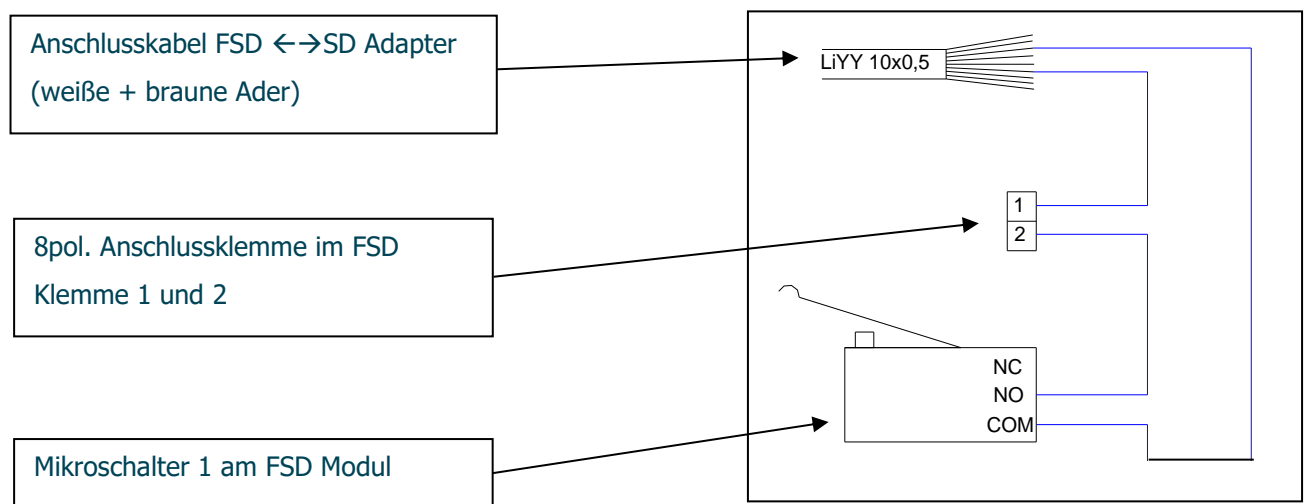 Anschlusskabel FSD ←→SD Adapter
(weiße + braune Ader)
LiYY 10x0,5
8pol. Anschlussklemme im FSD
Klemme 1 und 2
1
2
NC
NO
COM
Mikroschalter 1 am FSD Modul